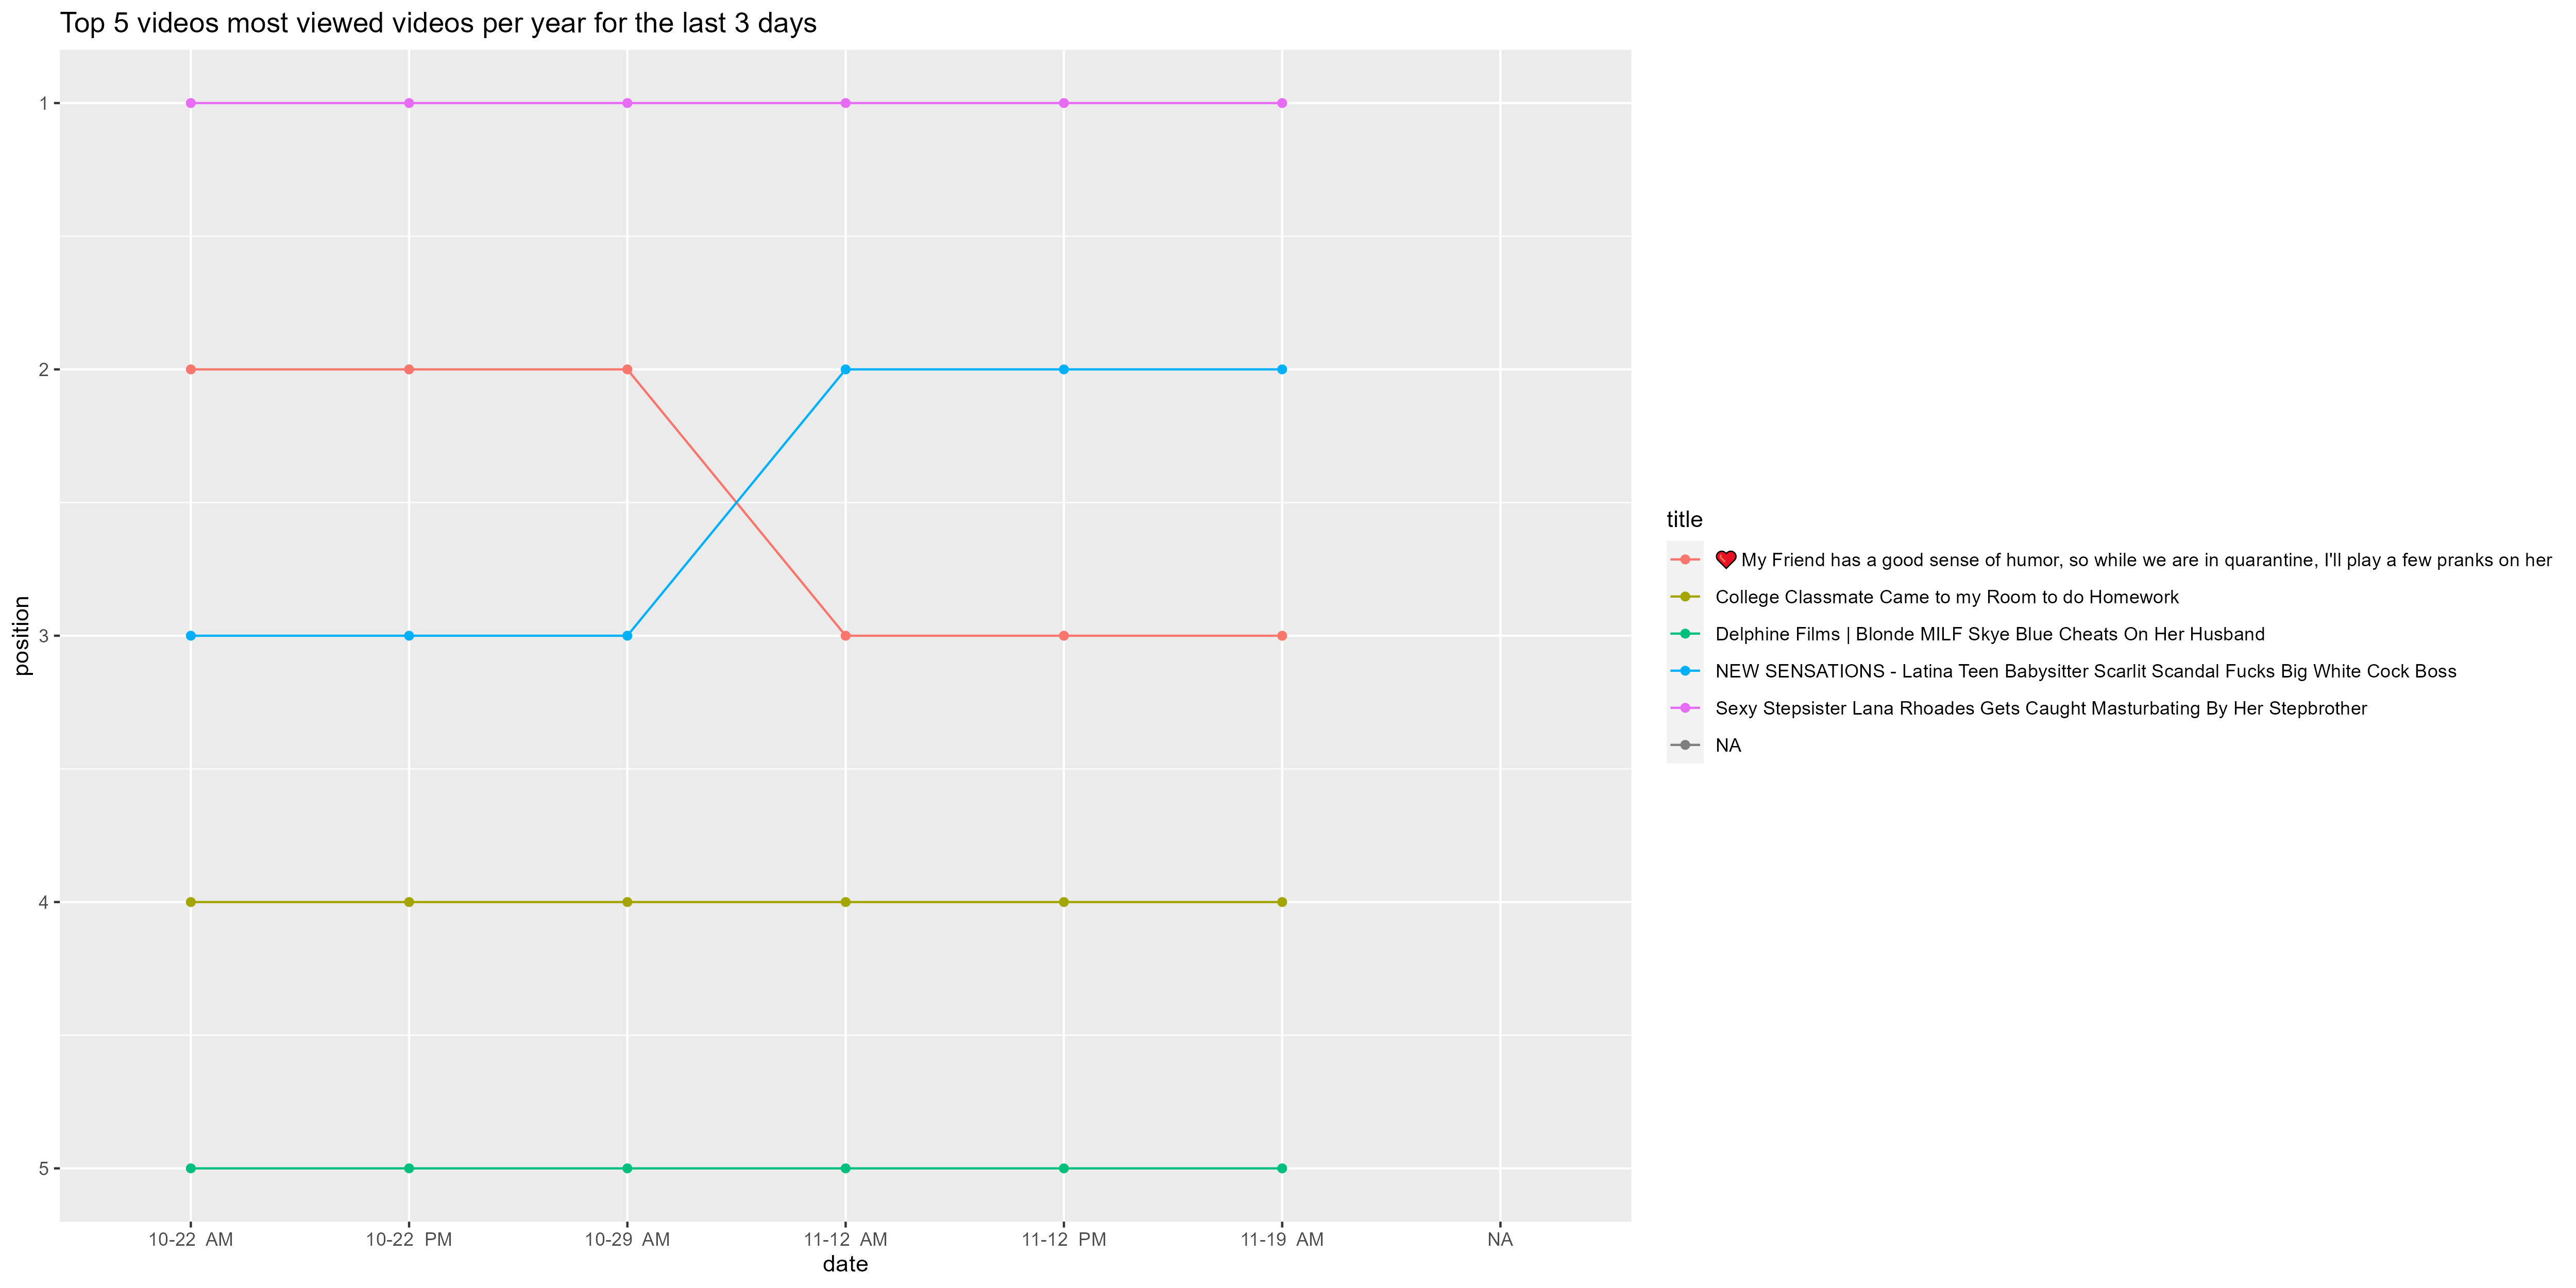 Top 5 videos most viewed videos per year for the last 3 days
position
1
2
3
4
5
10-22 AM
10-22 PM
10-29 AM
11-12 AM
11-12 PM
11-19 AM
NA
date
title
❤️ My Friend has a good sense of humor, so while we are in quarantine, I'll play a few pranks on her
College Classmate Came to my Room to do Homework
Delphine Films | Blonde MILF Skye Blue Cheats On Her Husband
NEW SENSATIONS - Latina Teen Babysitter Scarlit Scandal Fucks Big White Cock Boss
Sexy Stepsister Lana Rhoades Gets Caught Masturbating By Her Stepbrother
NA